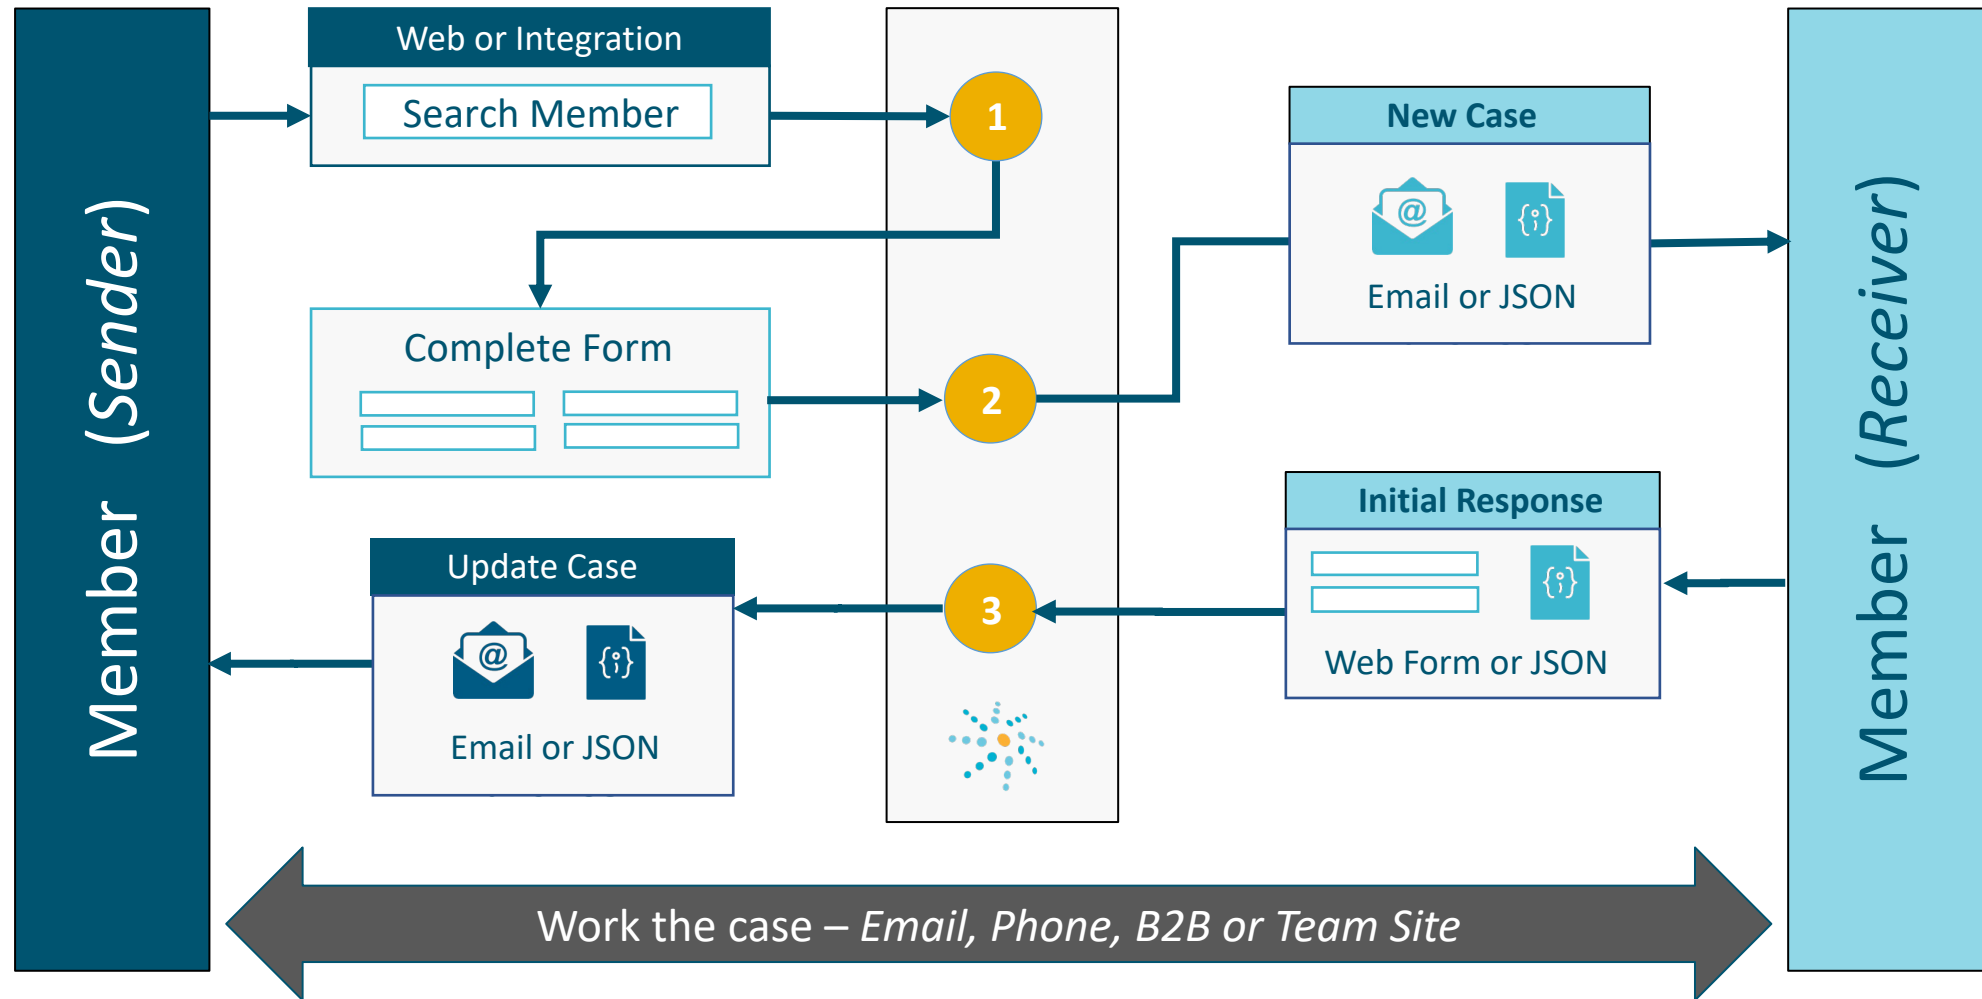 Member (Sender)
Web or Integration
Search Member
1
New Case
@
{;}
Email or JSON
Complete Form
2
Initial Response
{;}
Web Form or JSON
Update Case
@
{;}
Email or JSON
3
Member (Receiver)
Work the case – Email, Phone, B2B or Team Site